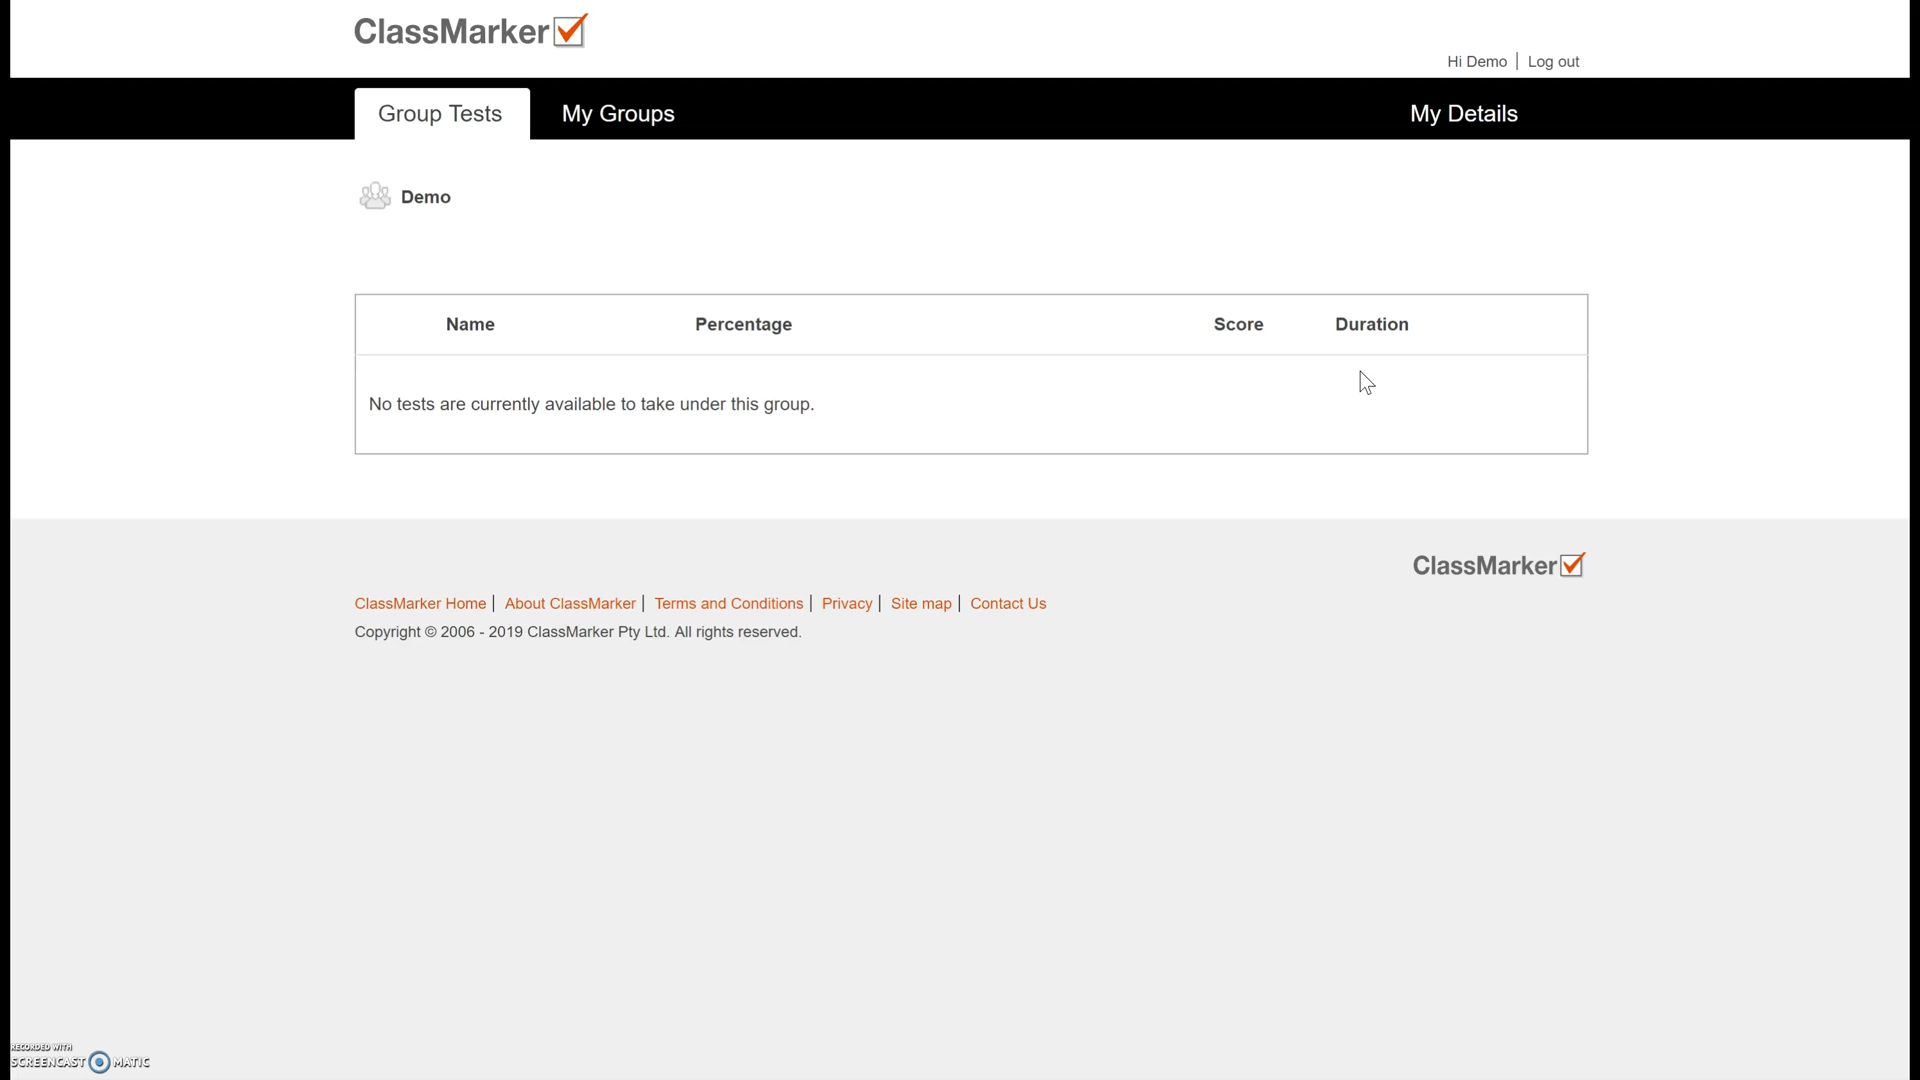 ClassMarker
Hi Demo | Log out
Group Tests My Groups My Details
Demo
Name Percentage Score Duration
No tests are currently available to take under this group.
ClassMarker
ClassMarker Home | About ClassMarker | Terms and Conditions | Privacy | Site map | Contact Us
Copyright © 2006 - 2019 ClassMarker Pty Ltd. All rights reserved.
RECORDED WITH
SCREENCAST MATIC